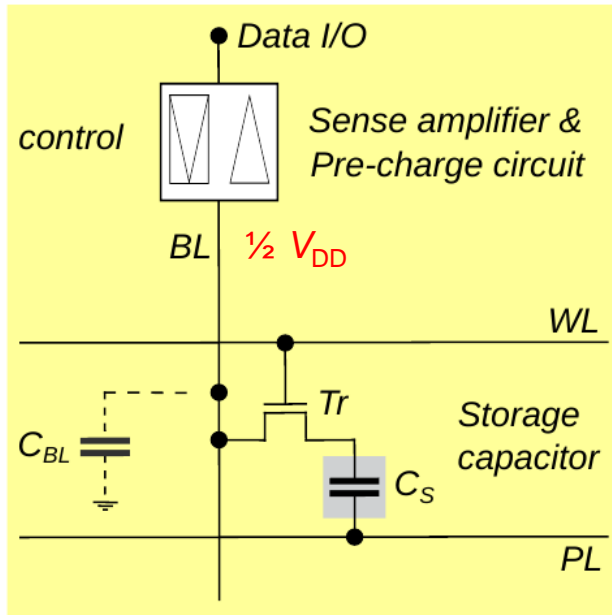 Data I/O
control
Sense amplifier &
Pre-charge circuit
BL
½ VDD
WL
Tr
CBL
Storage
capacitor
CS
PL